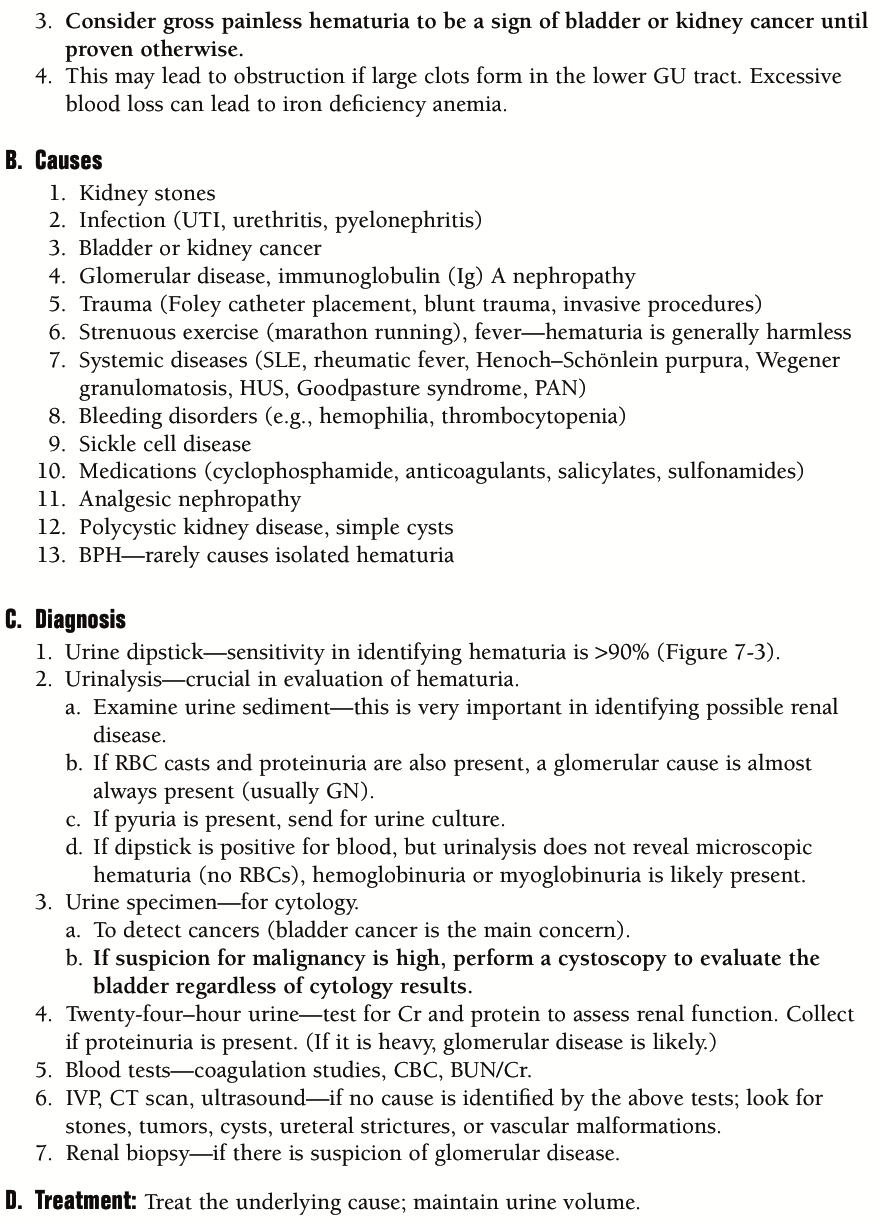 3. Consider gross painless hematuria to be a sign of bladder or kidney cancer until
proven otherwise.
4. This may lead to obstruction if large clots form in the lower GU tract. Excessive
blood loss can lead to iron deficiency anemia.
B. Causes
1. Kidney stones
2. Infection (UTI, urethritis, pyelonephritis)
3. Bladder or kidney cancer
4. Glomerular disease, immunoglobulin (Ig) A nephropathy
5. Trauma (Foley catheter placement, blunt trauma, invasive procedures)
6. Strenuous exercise (marathon running), fever—hematuria is generally harmless
7. Systemic diseases (SLE, rheumatic fever, Henoch–Schönlein purpura, Wegener
granulomatosis, HUS, Goodpasture syndrome, PAN)
8. Bleeding disorders (e.g., hemophilia, thrombocytopenia)
9. Sickle cell disease
10. Medications (cyclophosphamide, anticoagulants, salicylates, sulfonamides)
11. Analgesic nephropathy
12. Polycystic kidney disease, simple cysts
13. BPH—rarely causes isolated hematuria
C. Diagnosis
1. Urine dipstick—sensitivity in identifying hematuria is >90% (Figure 7-3).
2. Urinalysis—crucial in evaluation of hematuria.
a. Examine urine sediment—this is very important in identifying possible renal
disease.
b. If RBC casts and proteinuria are also present, a glomerular cause is almost
always present (usually GN).
c. If pyuria is present, send for urine culture.
d. If dipstick is positive for blood, but urinalysis does not reveal microscopic
hematuria (no RBCs), hemoglobinuria or myoglobinuria is likely present.
3. Urine specimen—for cytology.
a. To detect cancers (bladder cancer is the main concern).
b. If suspicion for malignancy is high, perform a cystoscopy to evaluate the
bladder regardless of cytology results.
4. Twenty-four–hour urine—test for Cr and protein to assess renal function. Collect
if proteinuria is present. (If it is heavy, glomerular disease is likely.)
5. Blood tests—coagulation studies, CBC, BUN/Cr.
6. IVP, CT scan, ultrasound—if no cause is identified by the above tests; look for
stones, tumors, cysts, ureteral strictures, or vascular malformations.
7. Renal biopsy—if there is suspicion of glomerular disease.
D. Treatment: Treat the underlying cause; maintain urine volume.